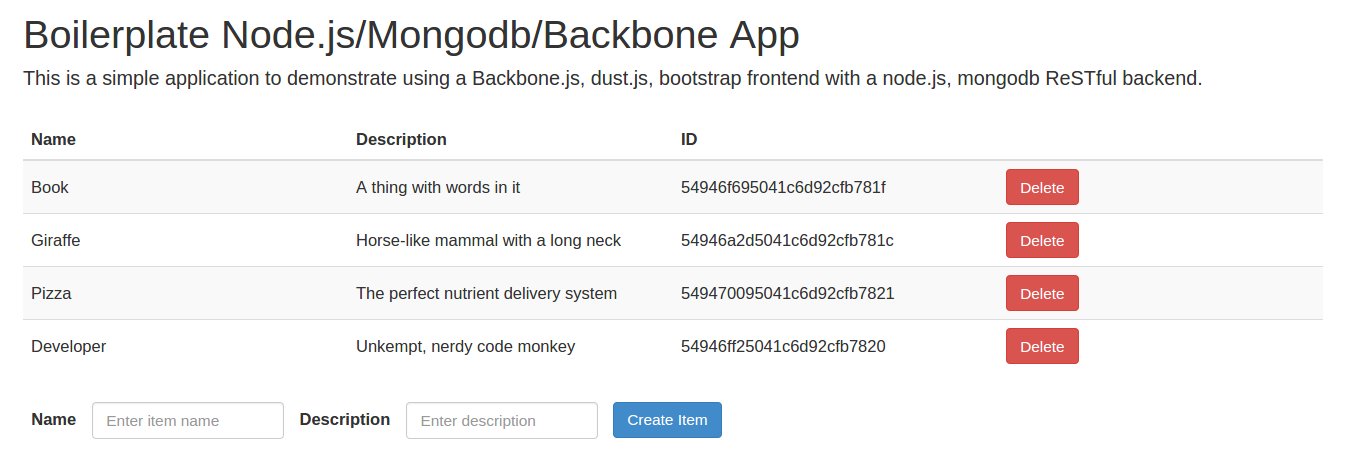 Boilerplate Node.js/Mongodb/Backbone App
This is a simple application to demonstrate using a Backbone.js, dust.js, bootstrap frontend with a node.js, mongodb ReSTful backend.
Name Description ID
Book A thing with words in it 54946f695041c6d92cfb781f Delete
Giraffe Horse-like mammal with a long neck 54946a2d5041c6d92cfb781c Delete
Pizza The perfect nutrient delivery system 549470095041c6d92cfb7821 Delete
Developer Unkempt, nerdy code monkey 54946ff25041c6d92cfb7820 Delete
Name Enter item name Description Enter description Create Item